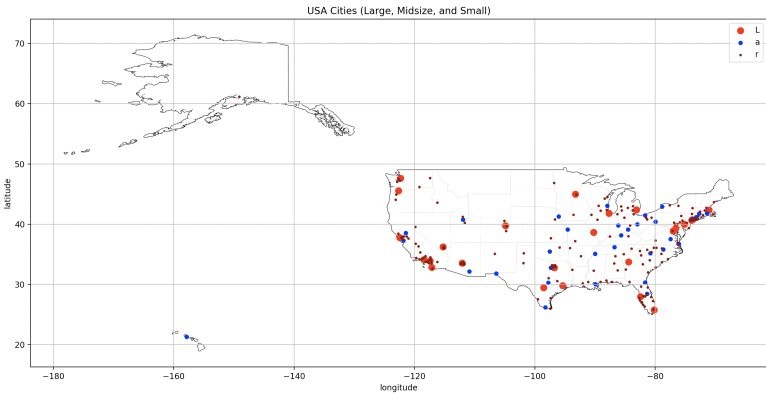 USA Cities (Large, Midsize, and Small)
L
a
r
70
60
50
40
30
20
latitude
−180
−160
−140
−120
−100
−80
longitude